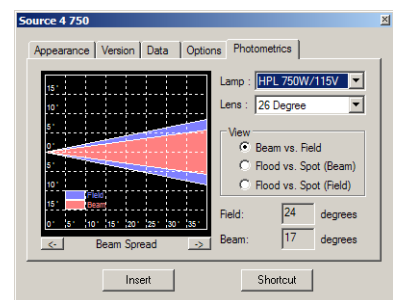 Source 4 750
Appearance Version Data Options Photometrics
Lamp : HPL 750W/115V
Lens : 26 Degree
View
Beam vs. Field
Flood vs. Spot (Beam)
Flood vs. Spot (Field)
Field: 24 degrees
Beam: 17 degrees
15'
10'
5'
0'
5'
10'
15'
Field
Beam
0' 5' 10' 15' 20' 25' 30' 35'
<- Beam Spread ->
Insert Shortcut